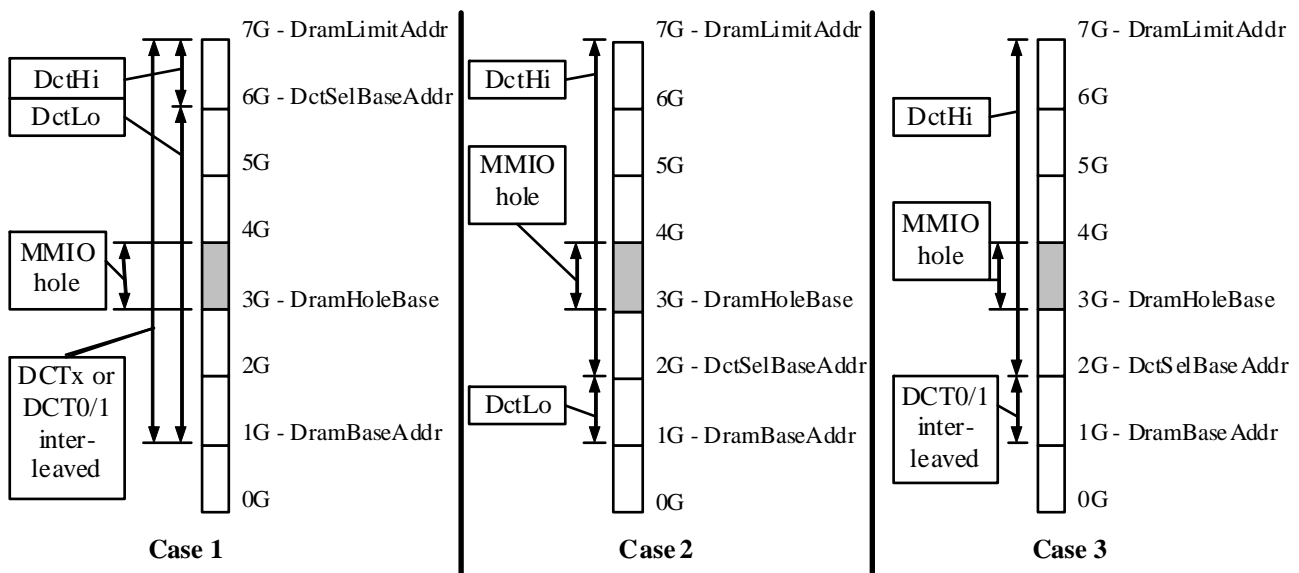 7G - DramLimitAddr
DctHi
6G - DctSelBaseAddr
DctLo
5G
4G
MMIO
hole
3G - DramHoleBase
2G
DCTx or
DCT0/1
inter-
leaved
1G - DramBaseAddr
0G
Case 1
7G - DramLimitAddr
DctHi
6G
MMIO
hole
5G
4G
3G - DramHoleBase
2G - DctSelBaseAddr
DctLo
1G - DramBaseAddr
0G
Case 2
7G - DramLimitAddr
DctHi
6G
5G
MMIO
hole
4G
3G - DramHoleBase
2G - DctSelBaseAddr
DCT0/1
inter-
leaved
1G - DramBaseAddr
0G
Case 3